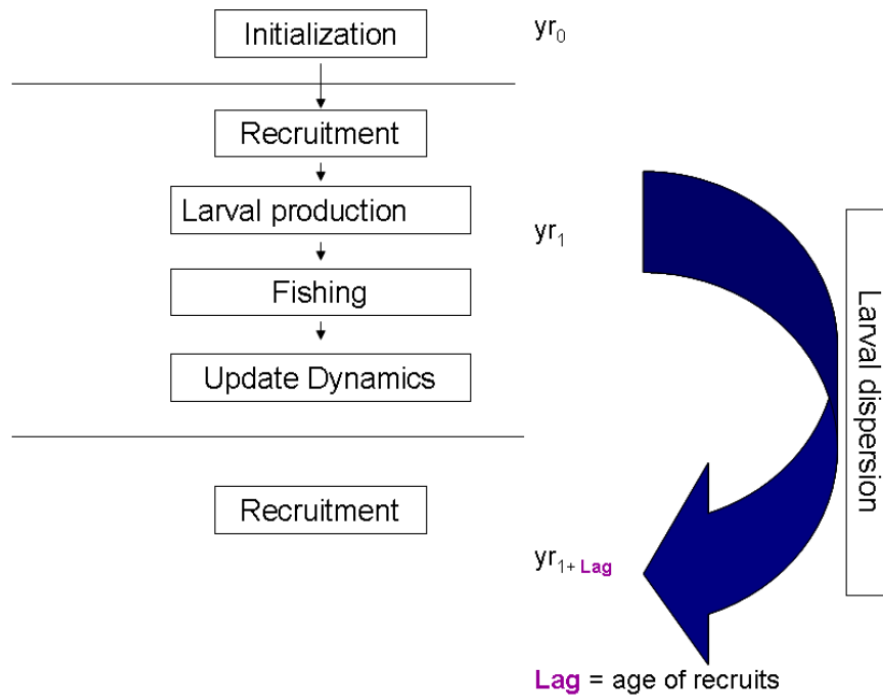 Initialization
yr₀
Recruitment
Larval production
yr₁
Fishing
Update Dynamics
Larval dispersion
Recruitment
yr₁₊ Lag
Lag = age of recruits